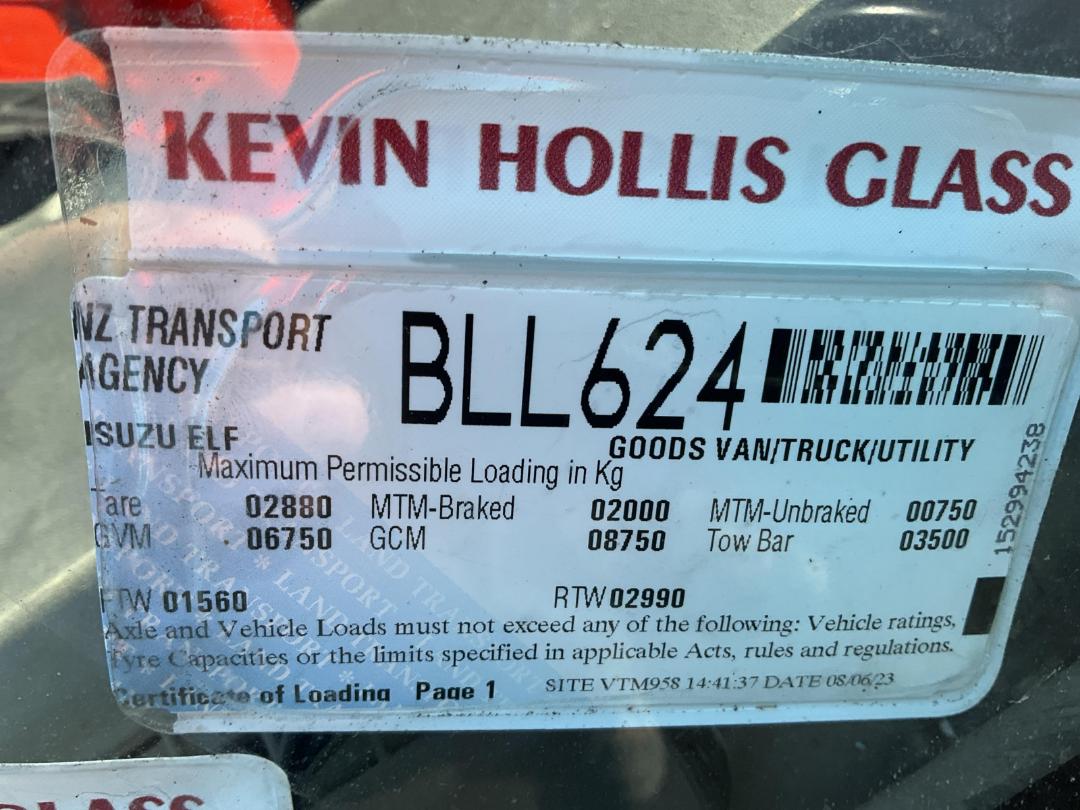 KEVIN HOLLIS GLASS
NZ TRANSPORT
AGENCY
BLL624
ISUZU ELF
GOODS VAN/TRUCK/UTILITY
Maximum Permissible Loading in Kg
Tare 02880 MTM-Braked 02000 MTM-Unbraked 00750
GVM 06750 GCM 08750 Tow Bar 03500
FTW 01560 RTW 02990
Axle and Vehicle Loads must not exceed any of the following: Vehicle ratings,
Tyre Capacities or the limits specified in applicable Acts, rules and regulations.
Certificate of Loading Page 1 SITE VTM958 14:41:37 DATE 08/06/23
152994238
GLASS